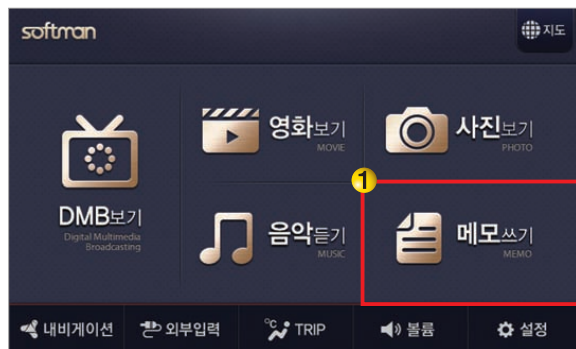 softman
지도
영화보기
MOVIE
사진보기
PHOTO
1
DMB보기
Digital Multimedia
Broadcasting
음악듣기
MUSIC
메모쓰기
MEMO
내비게이션
외부입력
℃ TRIP
볼륨
설정